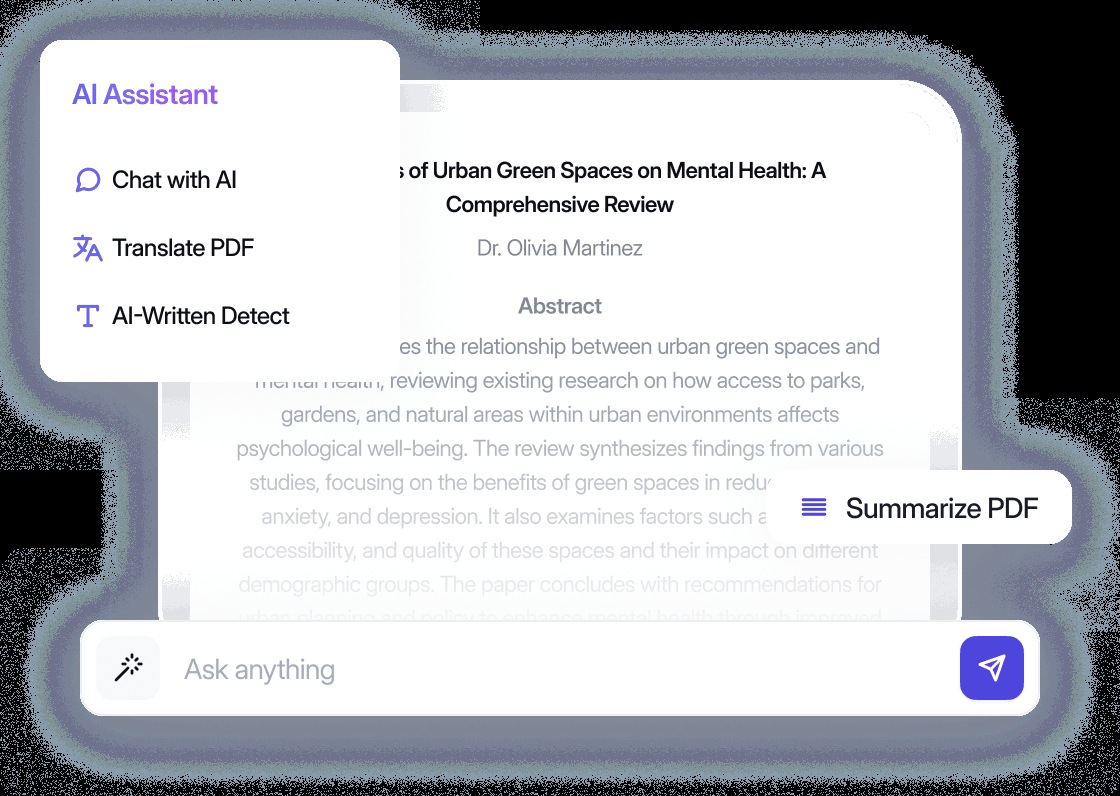 AI Assistant
Chat with AI
Translate PDF
AI-Written Detect
s of Urban Green Spaces on Mental Health: A
Comprehensive Review
Dr. Olivia Martinez
Abstract
es the relationship between urban green spaces and
mental health, reviewing existing research on how access to parks,
gardens, and natural areas within urban environments affects
psychological well-being. The review synthesizes findings from various
studies, focusing on the benefits of green spaces in reduc
anxiety, and depression. It also examines factors such a
accessibility, and quality of these spaces and their impact on different
demographic groups. The paper concludes with recommendations for
urban planning and policy to enhance mental health through improved
Summarize PDF
Ask anything